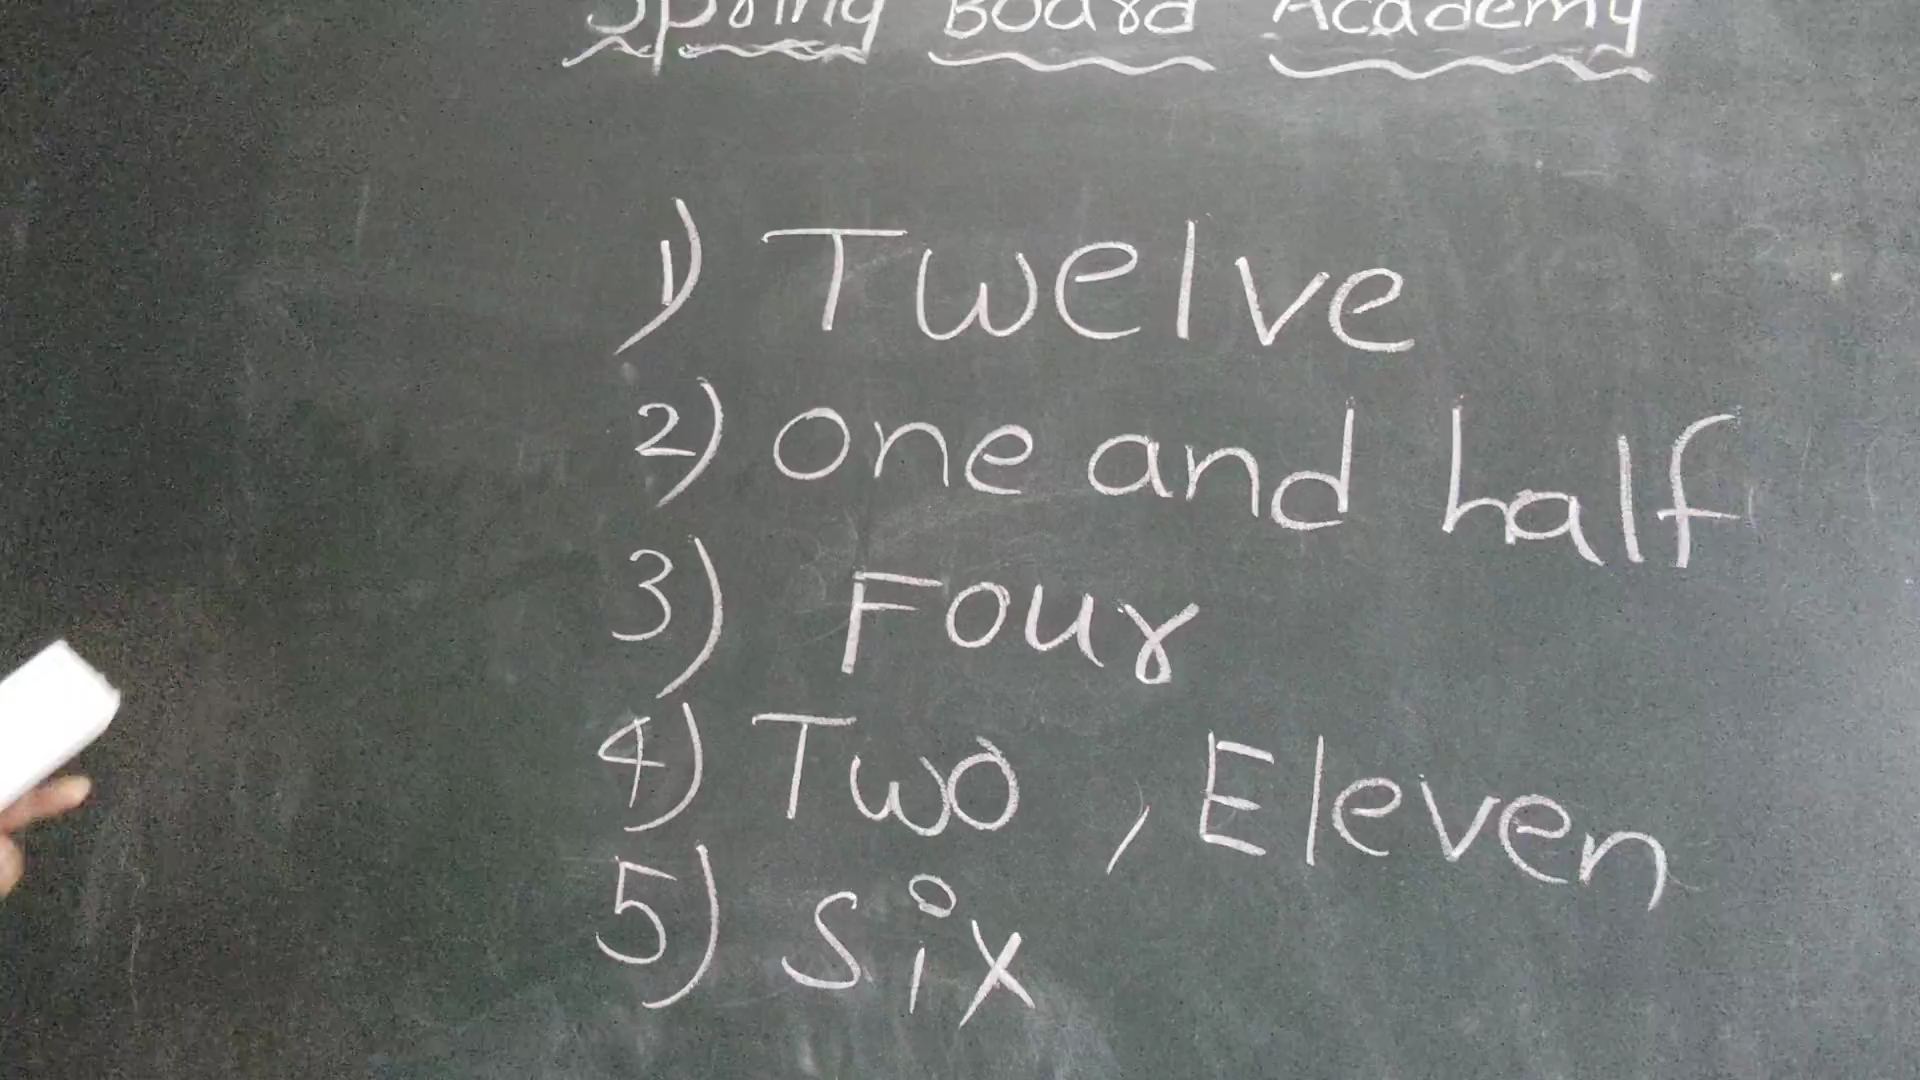 Spring Board Academy
1) Twelve
2) one and half
3) Four
4) Two , Eleven
5) Six